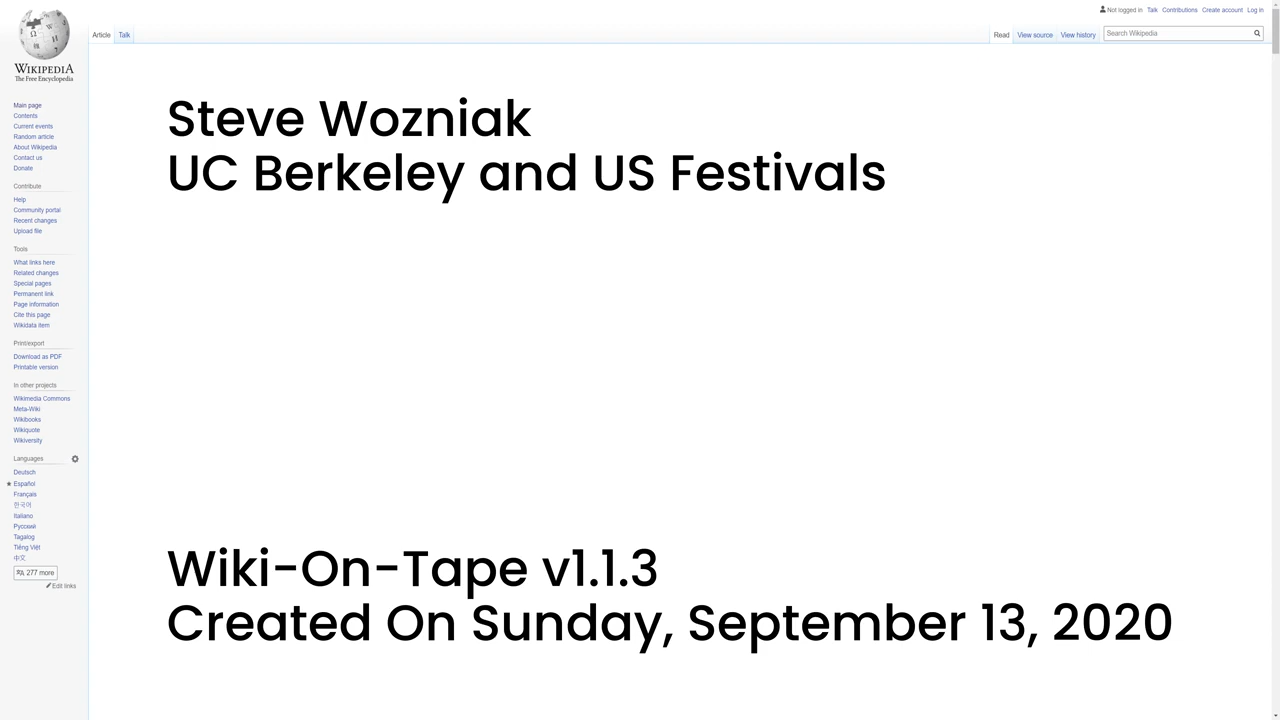 Not logged in Talk Contributions Create account Log in
Article Talk Read View source View history Search Wikipedia
WIKIPEDIA
The Free Encyclopedia
Main page
Contents
Current events
Random article
About Wikipedia
Contact us
Donate
Contribute
Help
Community portal
Recent changes
Upload file
Tools
What links here
Related changes
Special pages
Permanent link
Page information
Cite this page
Wikidata item
Print/export
Download as PDF
Printable version
In other projects
Wikimedia Commons
Meta-Wiki
Wikibooks
Wikiquote
Wikiversity
Languages
Deutsch
Español
Français
한국어
Italiano
Русский
Tagalog
Tiếng Việt
中文
277 more
Edit links
Steve Wozniak
UC Berkeley and US Festivals
Wiki-On-Tape v1.1.3
Created On Sunday, September 13, 2020